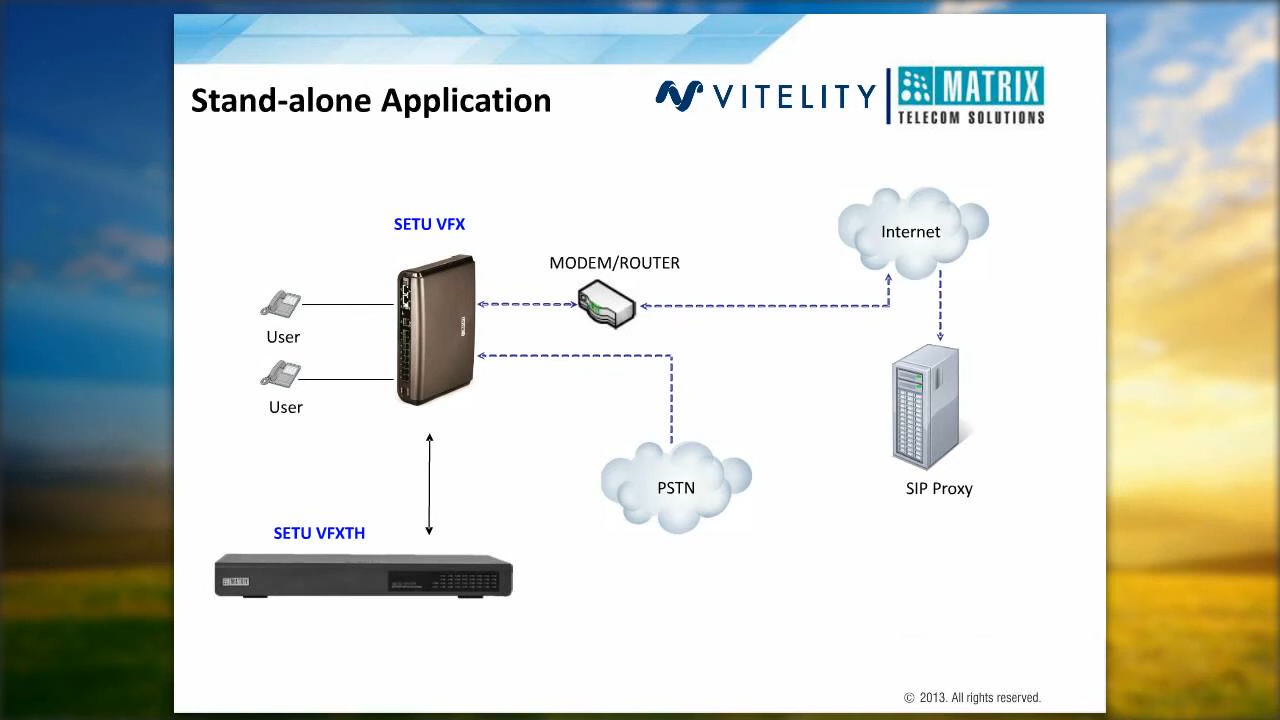 Stand-alone Application
VITELITY
MATRIX
TELECOM SOLUTIONS
SETU VFX
MODEM/ROUTER
Internet
User
User
PSTN
SIP Proxy
SETU VFXTH
© 2013. All rights reserved.